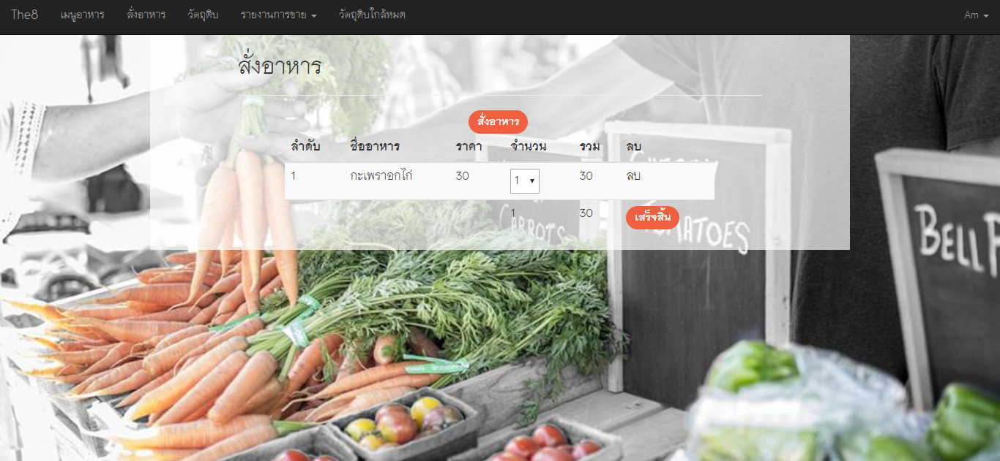 The8 เมนูอาหาร สั่งอาหาร วัตถุดิบ รายงานการขาย วัตถุดิบใกล้หมด Am
สั่งอาหาร
สั่งอาหาร
ลำดับ ชื่ออาหาร ราคา จำนวน รวม ลบ
1 กะเพราอกไก่ 30 1 30 ลบ
1 30 เสร็จสิ้น
CARROTS
TOMATOES
BELL